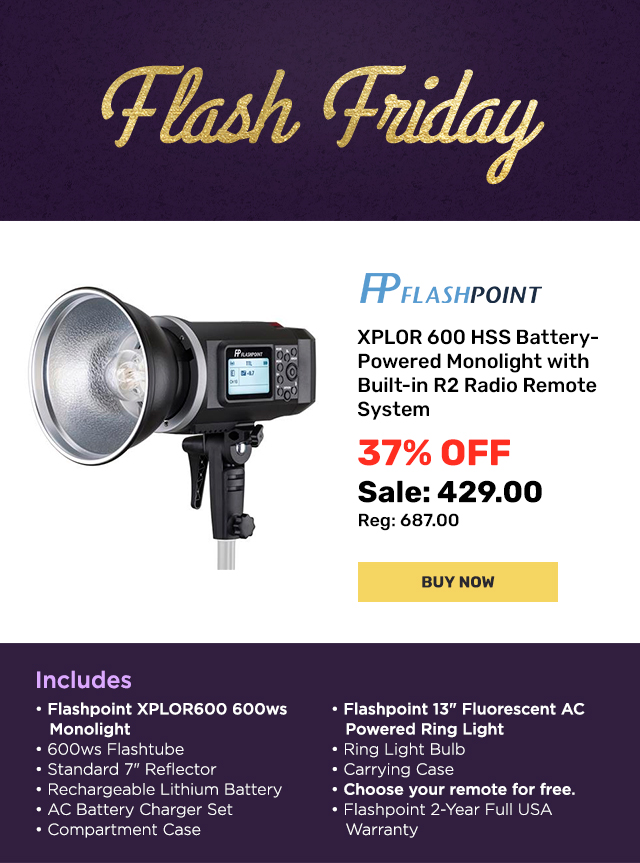 Flash Friday
FLASHPOINT
XPLOR 600 HSS Battery-
Powered Monolight with
Built-in R2 Radio Remote
System
37% OFF
Sale: 429.00
Reg: 687.00
BUY NOW
FP FLASHPOINT
TTL
Includes
• Flashpoint XPLOR600 600ws
Monolight
• 600ws Flashtube
• Standard 7" Reflector
• Rechargeable Lithium Battery
• AC Battery Charger Set
• Compartment Case
• Flashpoint 13" Fluorescent AC
Powered Ring Light
• Ring Light Bulb
• Carrying Case
• Choose your remote for free.
• Flashpoint 2-Year Full USA
Warranty